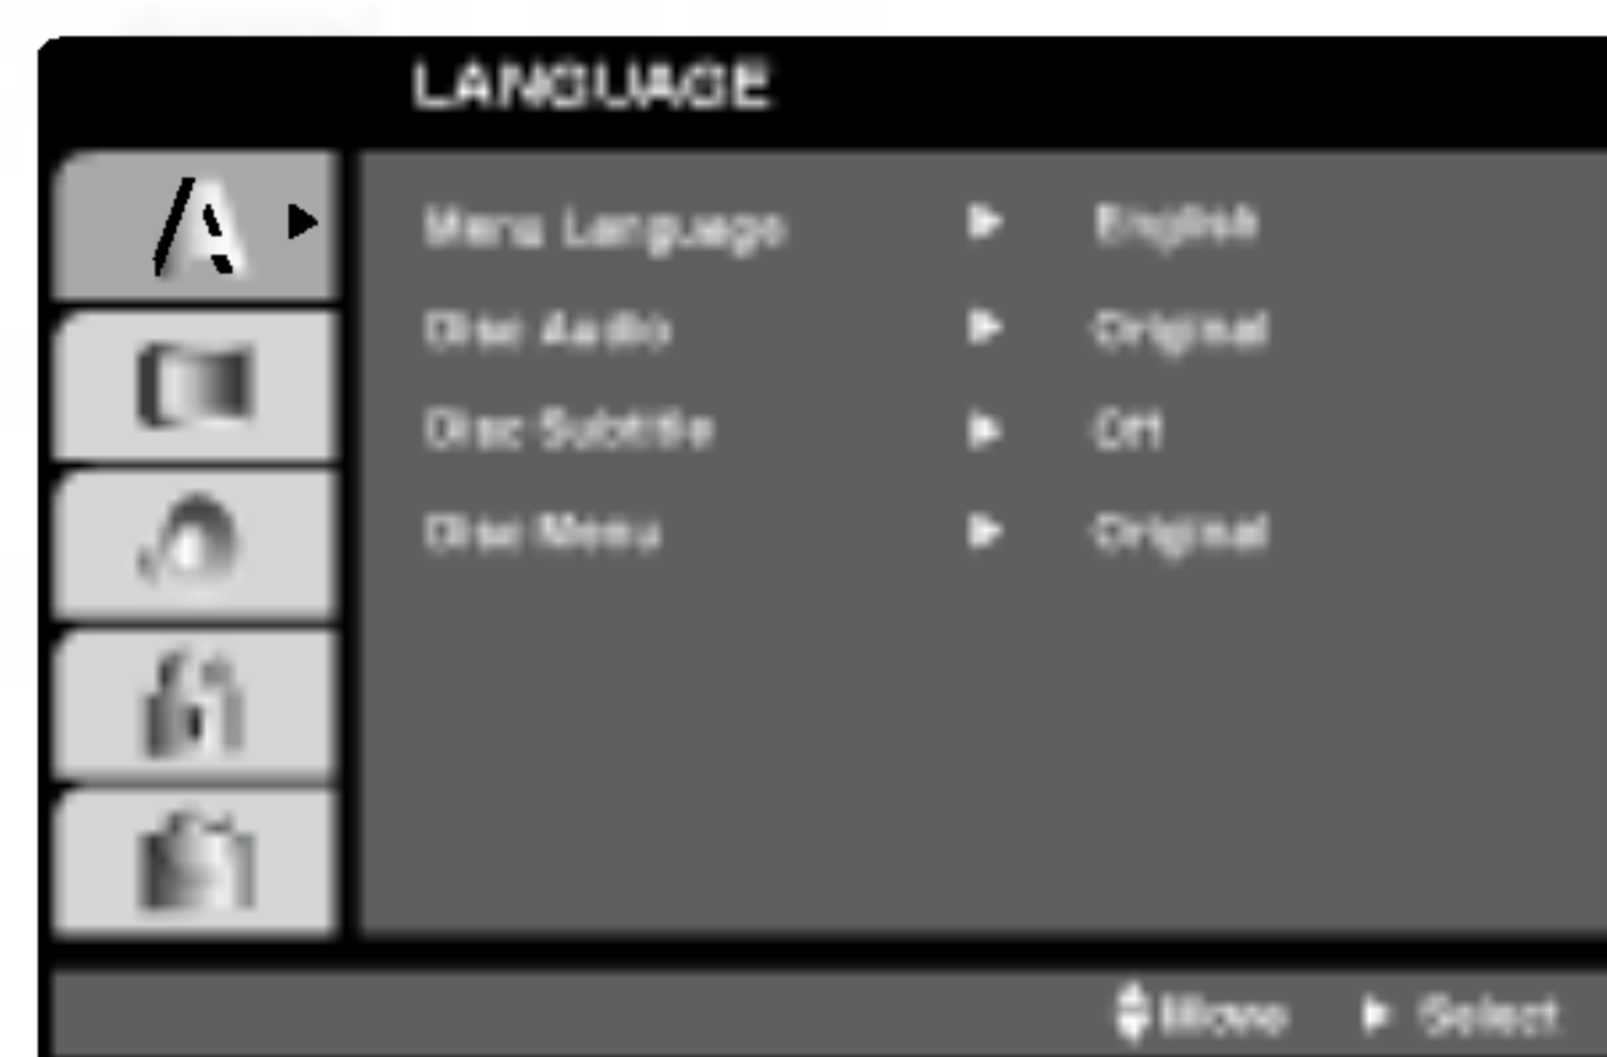 LANGUAGE
Menu Language ▶ English
Disc Audio ▶ Original
Disc Subtitle ▶ Off
Disc Menu ▶ Original
Move ▶ Select